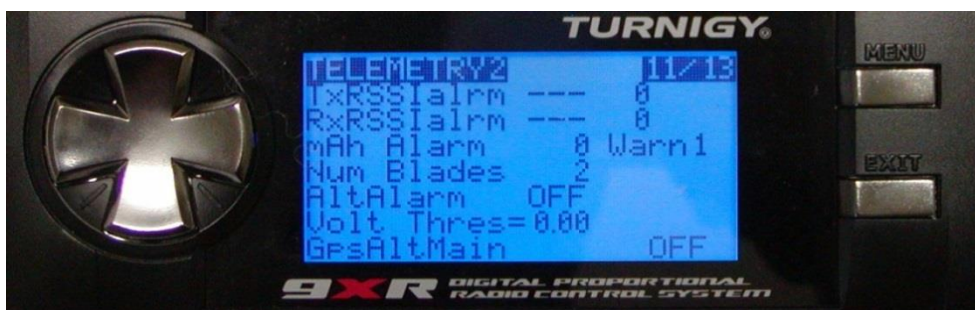 TURNIGY®
MENU
TELEMETRY2 11/13
TxRSSIalrm --- 0
RxRSSIalrm --- 0
mAh Alarm 0 Warn1
Num Blades 2
EXIT
AltAlarm OFF
Volt Thres=0.00
GpsAltMain OFF
9XR DIGITAL PROPORTIONAL
RADIO CONTROL SYSTEM